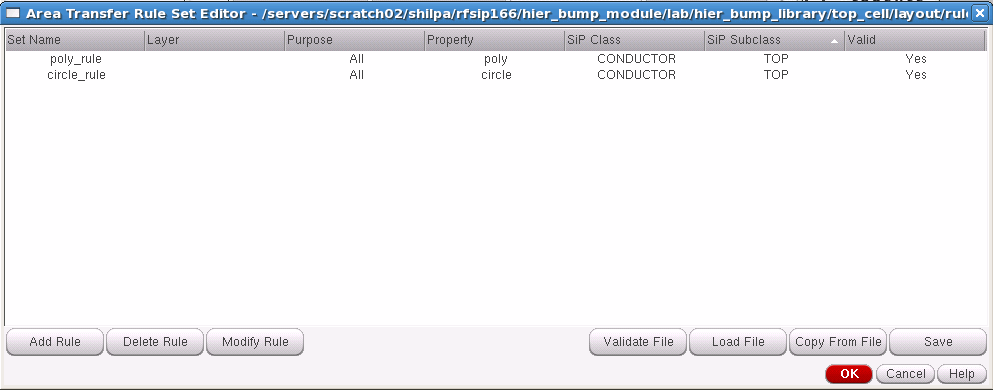 Area Transfer Rule Set Editor - /servers/scratch02/shilpa/rfsip166/hier_bump_module/lab/hier_bump_library/top_cell/layout/rul
Set Name Layer Purpose Property SiP Class SiP Subclass Valid
poly_rule All poly CONDUCTOR TOP Yes
circle_rule All circle CONDUCTOR TOP Yes
Add Rule Delete Rule Modify Rule Validate File Load File Copy From File Save
OK Cancel Help